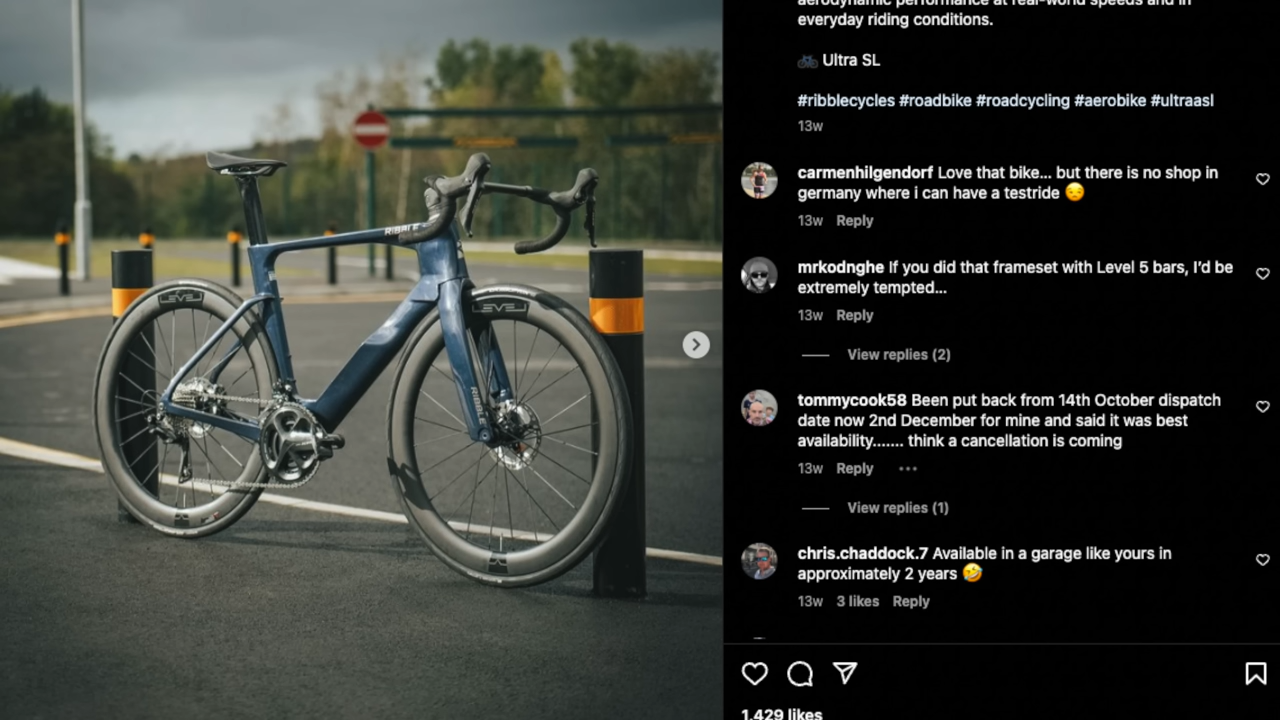 aerodynamic performance at real-world speeds and in
everyday riding conditions.
🚲 Ultra SL
#ribblecycles #roadbike #roadcycling #aerobike #ultraasl
13w
carmenhilgendorf Love that bike... but there is no shop in
germany where i can have a testride 😒
13w Reply
mrkodnghe If you did that frameset with Level 5 bars, I'd be
extremely tempted...
13w Reply
View replies (2)
tommycook58 Been put back from 14th October dispatch
date now 2nd December for mine and said it was best
availability....... think a cancellation is coming
13w Reply
View replies (1)
chris.chaddock.7 Available in a garage like yours in
approximately 2 years 🤣
13w 3 likes Reply
1,429 likes
RIBBLE
LEVEL
LEVEL